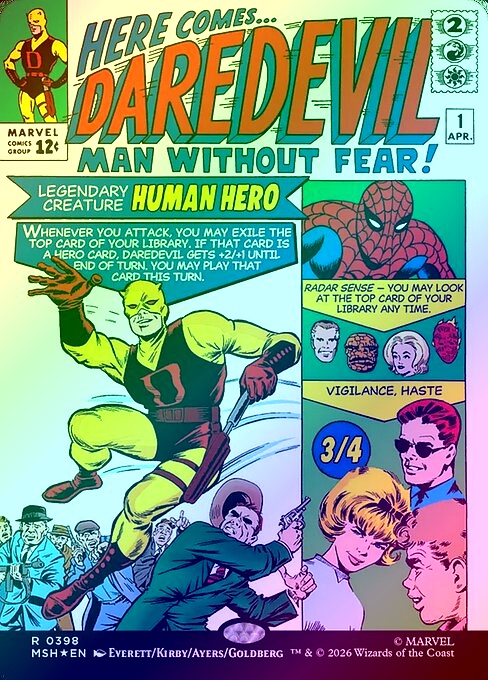 HERE COMES...
DAREDEVIL
MAN WITHOUT FEAR!
2
MARVEL
COMICS
GROUP 12¢
1
APR.
D
LEGENDARY
CREATURE HUMAN HERO
WHENEVER YOU ATTACK, YOU MAY EXILE THE
TOP CARD OF YOUR LIBRARY. IF THAT CARD IS
A HERO CARD, DAREDEVIL GETS +2/+1 UNTIL
END OF TURN. YOU MAY PLAY THAT
CARD THIS TURN.
RADAR SENSE – YOU MAY LOOK
AT THE TOP CARD OF YOUR
LIBRARY ANY TIME.
VIGILANCE, HASTE
3/4
D
R 0398
MSH★EN EVERETT/KIRBY/AYERS/GOLDBERG
© MARVEL
™ & © 2026 Wizards of the Coast